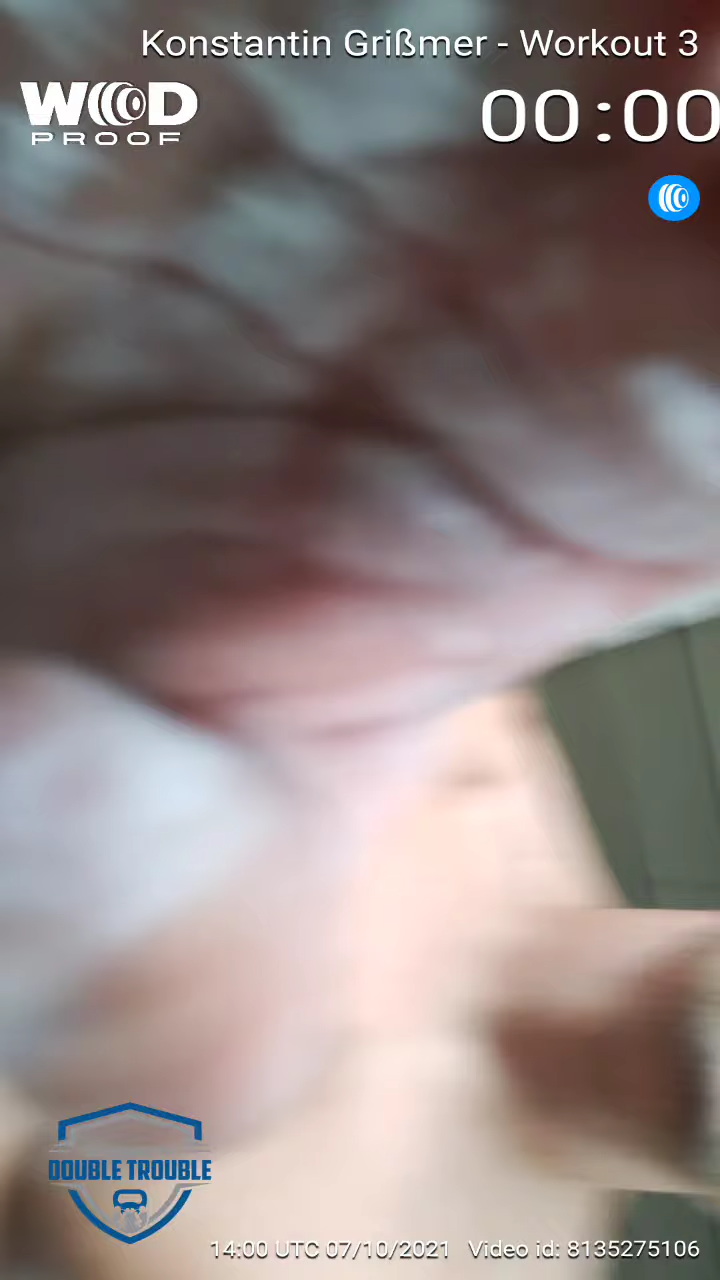 Konstantin Grißmer - Workout 3
WOD
PROOF
00:00
DOUBLE TROUBLE
14:00 UTC 07/10/2021 Video id: 8135275106